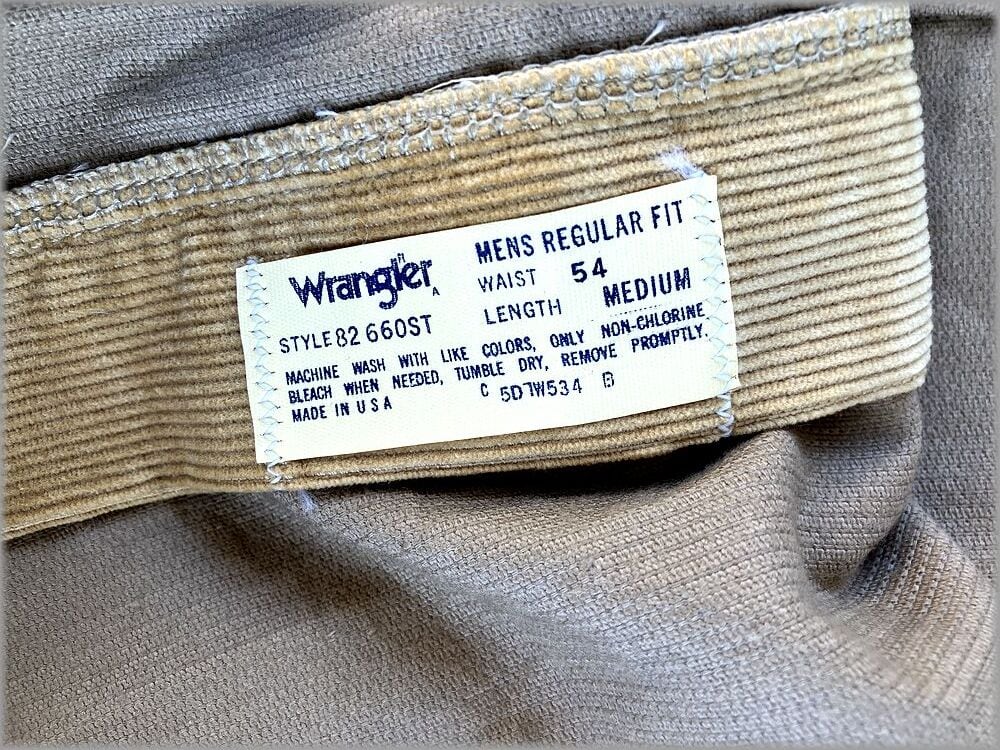 Wrangler
MENS REGULAR FIT
WAIST 54
LENGTH MEDIUM
STYLE 82 660ST
MACHINE WASH WITH LIKE COLORS, ONLY NON-CHLORINE
BLEACH WHEN NEEDED, TUMBLE DRY, REMOVE PROMPTLY.
MADE IN USA
C 5D7W534 B